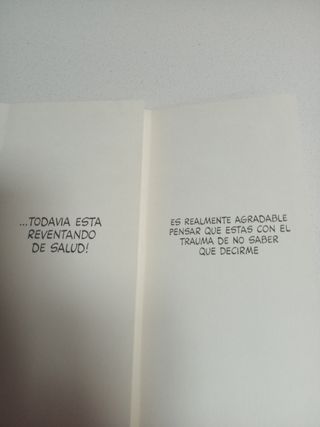 ...TODAVIA ESTA
REVENTANDO
DE SALUD!
ES REALMENTE AGRADABLE
PENSAR QUE ESTAS CON EL
TRAUMA DE NO SABER
QUE DECIRME